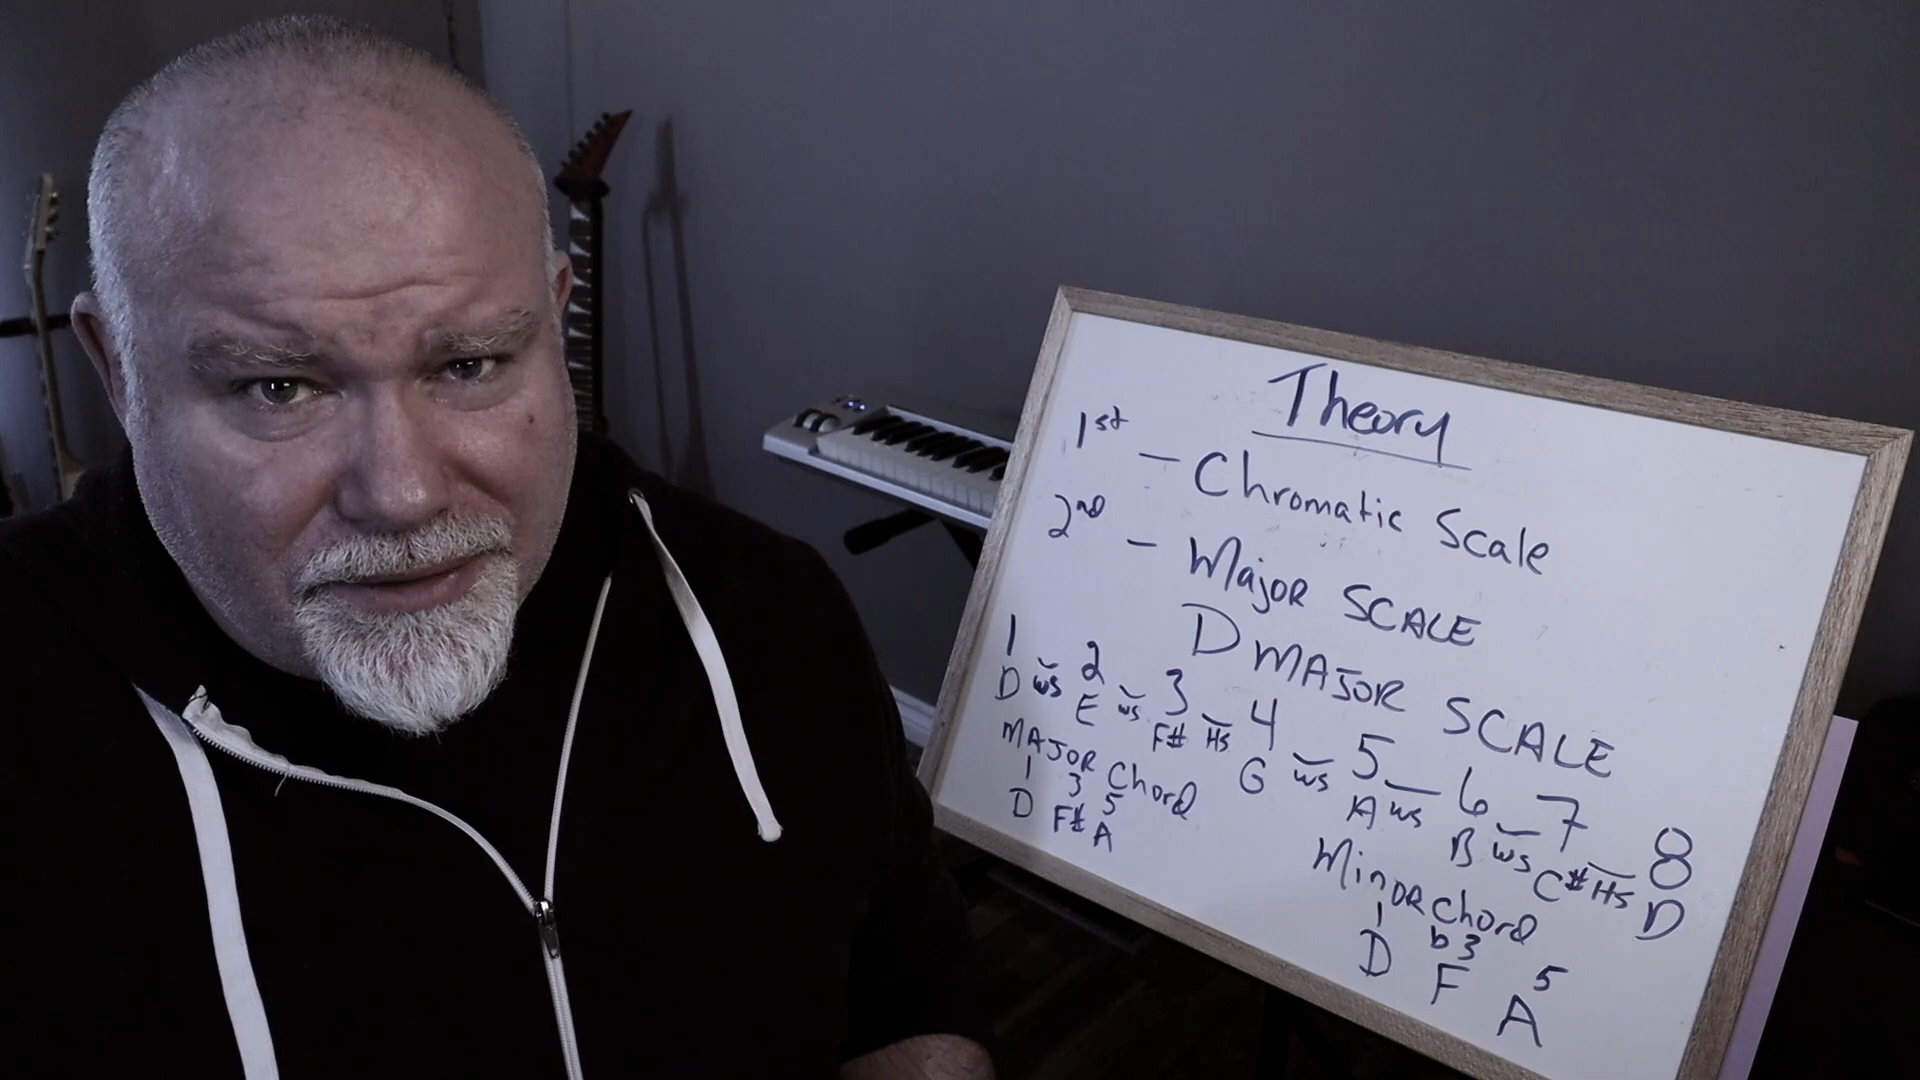 Theory
1st - Chromatic Scale
2nd - Major SCALE
D MAJOR SCALE
1 2 3 4 5 6 7 8
D ws E ws F# Hs G ws A ws B ws C# Hs D
MAJOR Chord
1 3 5
D F# A
MinoR Chord
1 b3 5
D F A